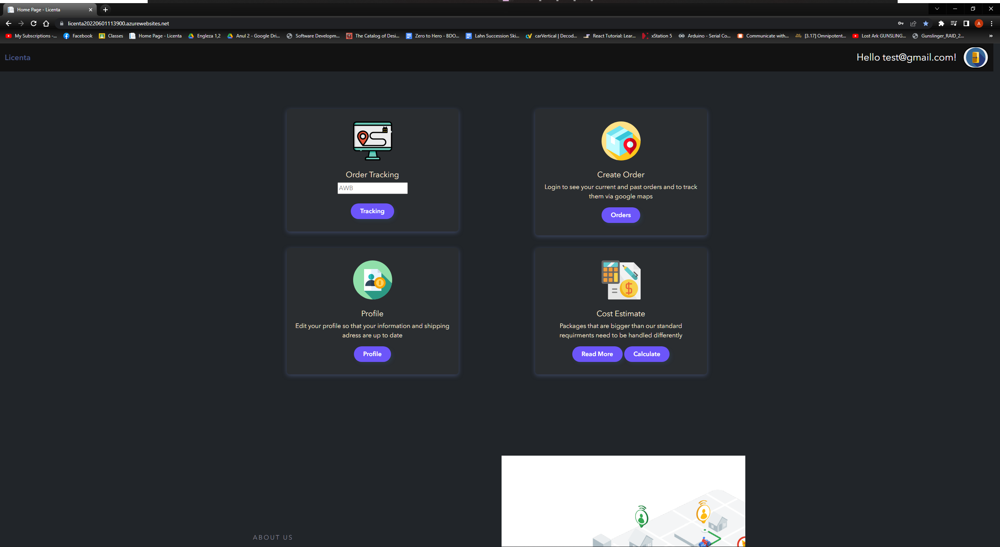 Home Page - Licenta
licenta20220601113900.azurewebsites.net
A
My Subscriptions -...
Facebook
Classes
Home Page - Licenta
Engleza 1,2
Anul 2 - Google Dri...
Software Developm...
The Catalog of Desi...
Zero to Hero - BDO...
Lahn Succession Ski...
carVertical | Decod...
React Tutorial: Lear...
xStation 5
Arduino - Serial Co...
Communicate with...
[3.17] Omnipotent...
Lost Ark GUNSLING...
Gunslinger_RAID_2...
»
Licenta
Hello test@gmail.com!
Order Tracking
AWB
Tracking
Create Order
Login to see your current and past orders and to track
them via google maps
Orders
Profile
Edit your profile so that your information and shipping
adress are up to date
Profile
Cost Estimate
Packages that are bigger than our standard
requirments need to be handled differently
Read More
Calculate
ABOUT US